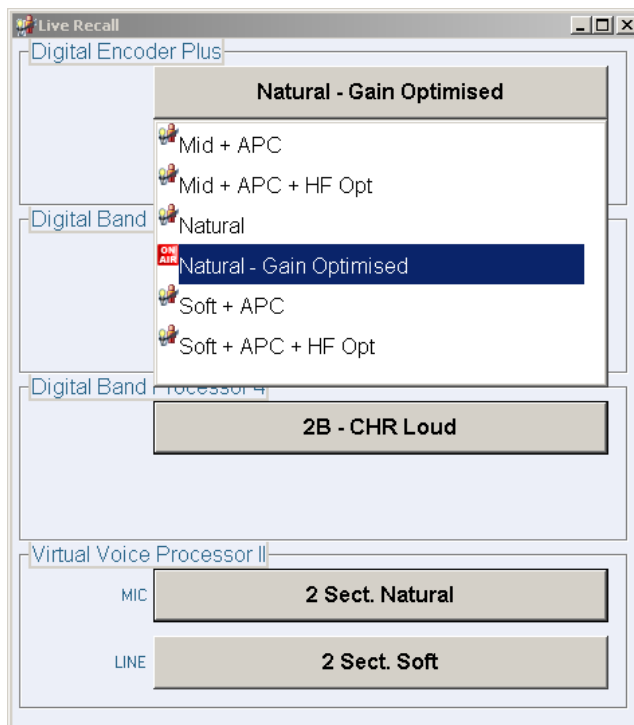 Live Recall
Digital Encoder Plus
Natural - Gain Optimised
Mid + APC
Mid + APC + HF Opt
Digital Band
Natural
ON AIR
Natural - Gain Optimised
Soft + APC
Soft + APC + HF Opt
Digital Band Processor 4
2B - CHR Loud
Virtual Voice Processor II
MIC
2 Sect. Natural
LINE
2 Sect. Soft